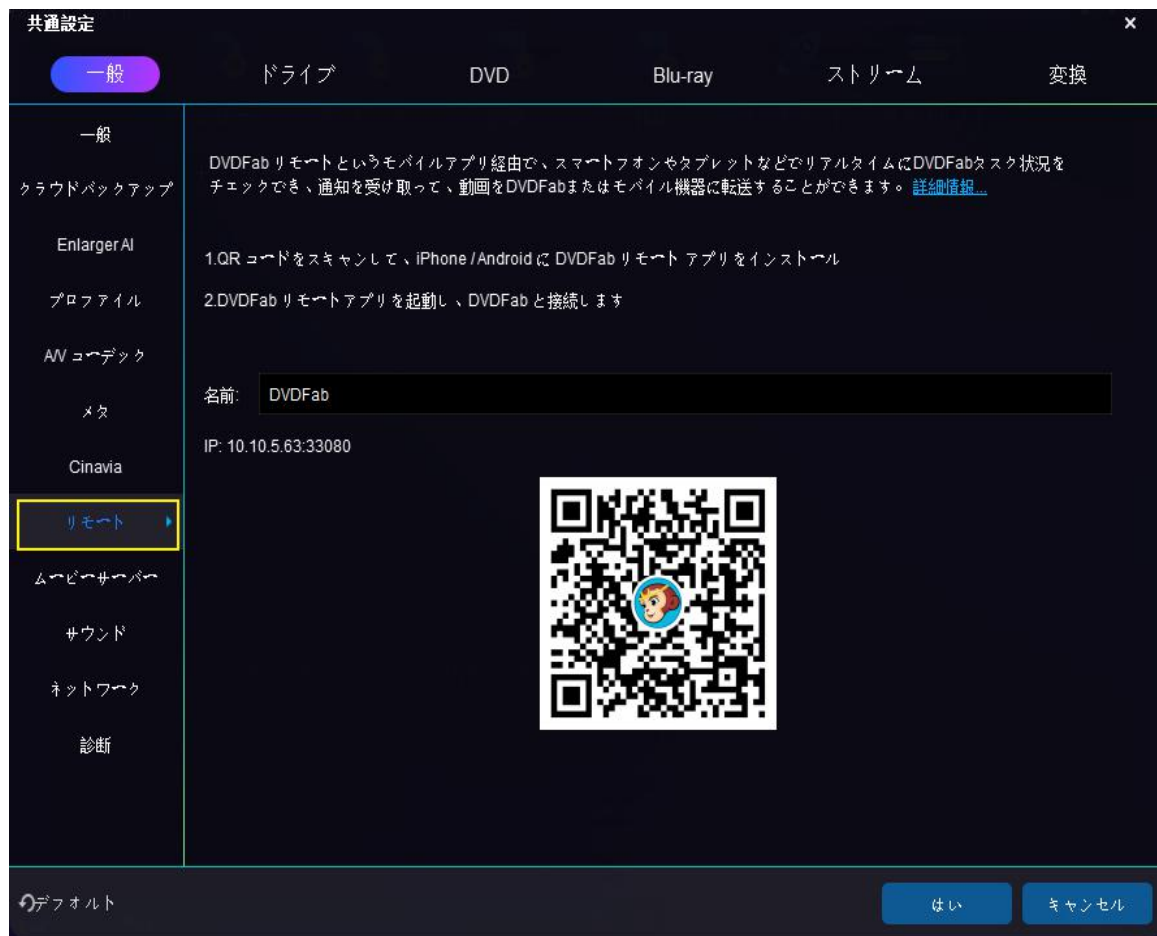 共通設定
一般 ドライブ DVD Blu-ray ストリーム 変換
一般
クラウドバックアップ
Enlarger AI
プロファイル
A/V コーデック
メタ
Cinavia
リモート
ムービーサーバー
サウンド
ネットワーク
診断
DVDFab リモートというモバイルアプリ経由で、スマートフォンやタブレットなどでリアルタイムにDVDFabタスク状況を
チェックでき、通知を受け取って、動画をDVDFabまたはモバイル機器に転送することができます。 詳細情報...
1.QR コードをスキャンして、iPhone / Android に DVDFab リモート アプリをインストール
2.DVDFab リモートアプリを起動し、DVDFab と接続します
名前: DVDFab
IP: 10.10.5.63:33080
デフォルト はい キャンセル